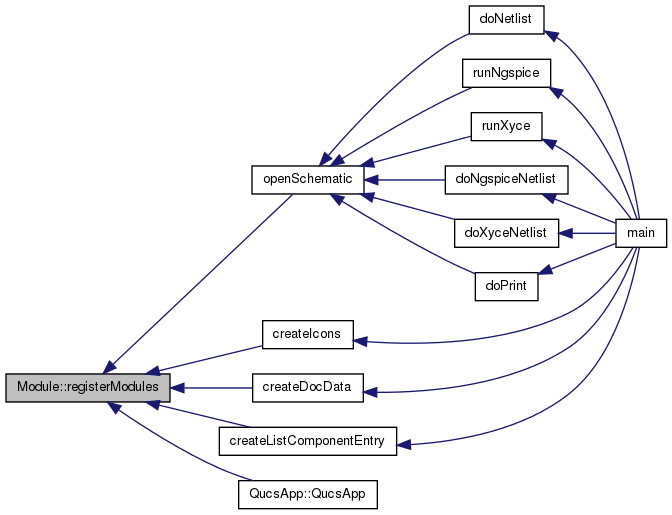 doNetlist
runNgspice
runXyce
openSchematic
doNgspiceNetlist
doXyceNetlist
main
doPrint
createIcons
Module::registerModules
createDocData
createListComponentEntry
QucsApp::QucsApp